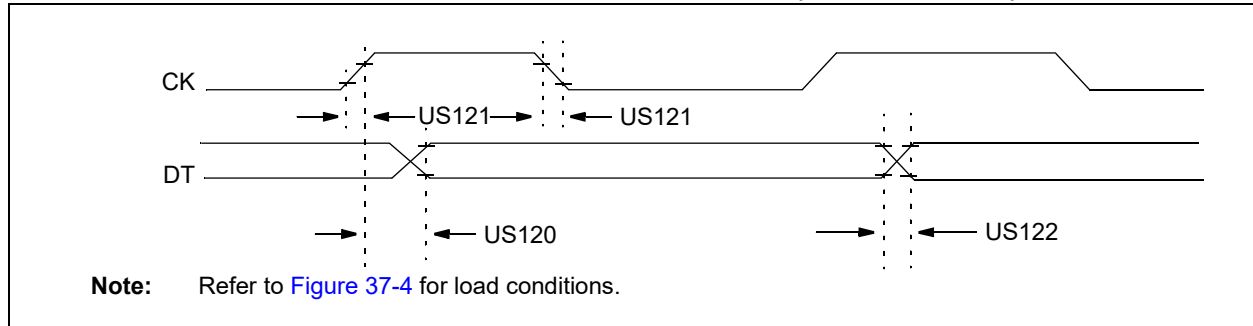 CK
US121 US121
DT
US120 US122
Note: Refer to Figure 37-4 for load conditions.